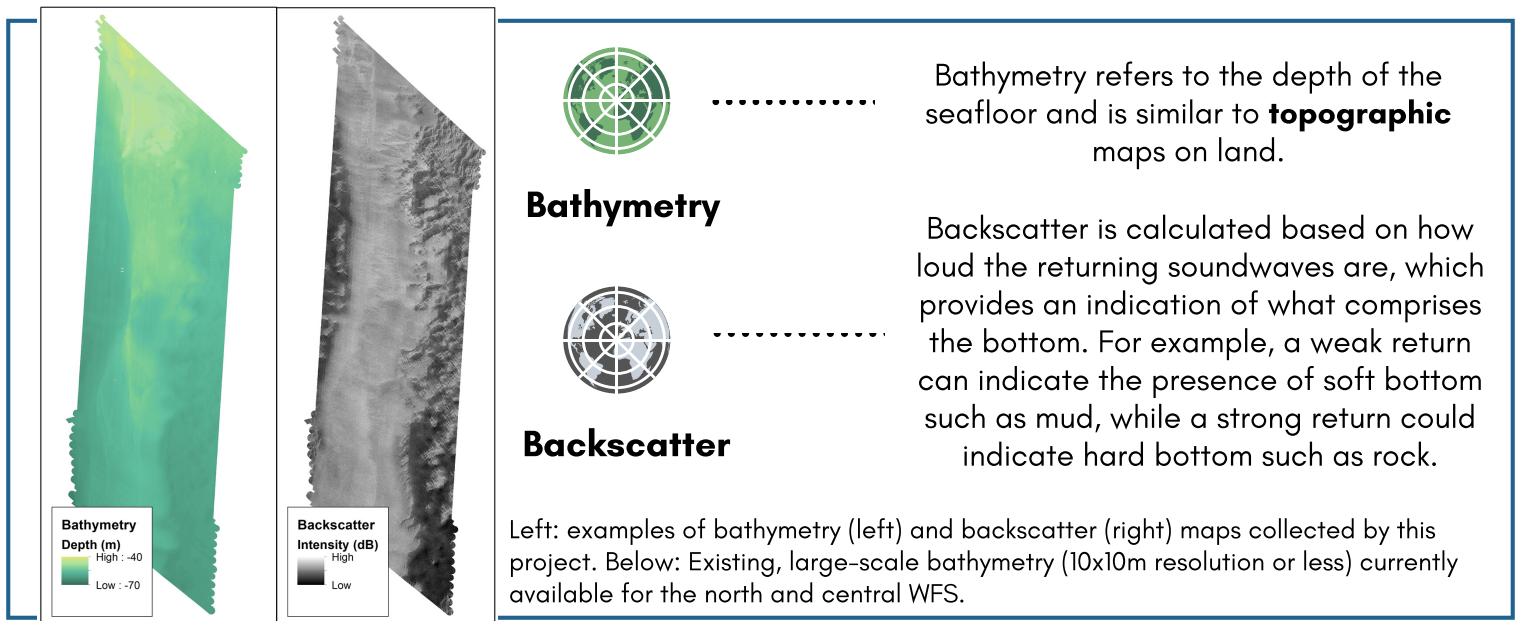 Bathymetry
Depth (m)
High : -40
Low : -70
Backscatter
Intensity (dB)
High
Low
Bathymetry
Bathymetry refers to the depth of the
seafloor and is similar to topographic
maps on land.
Backscatter
Backscatter is calculated based on how
loud the returning soundwaves are, which
provides an indication of what comprises
the bottom. For example, a weak return
can indicate the presence of soft bottom
such as mud, while a strong return could
indicate hard bottom such as rock.
Left: examples of bathymetry (left) and backscatter (right) maps collected by this
project. Below: Existing, large-scale bathymetry (10x10m resolution or less) currently
available for the north and central WFS.